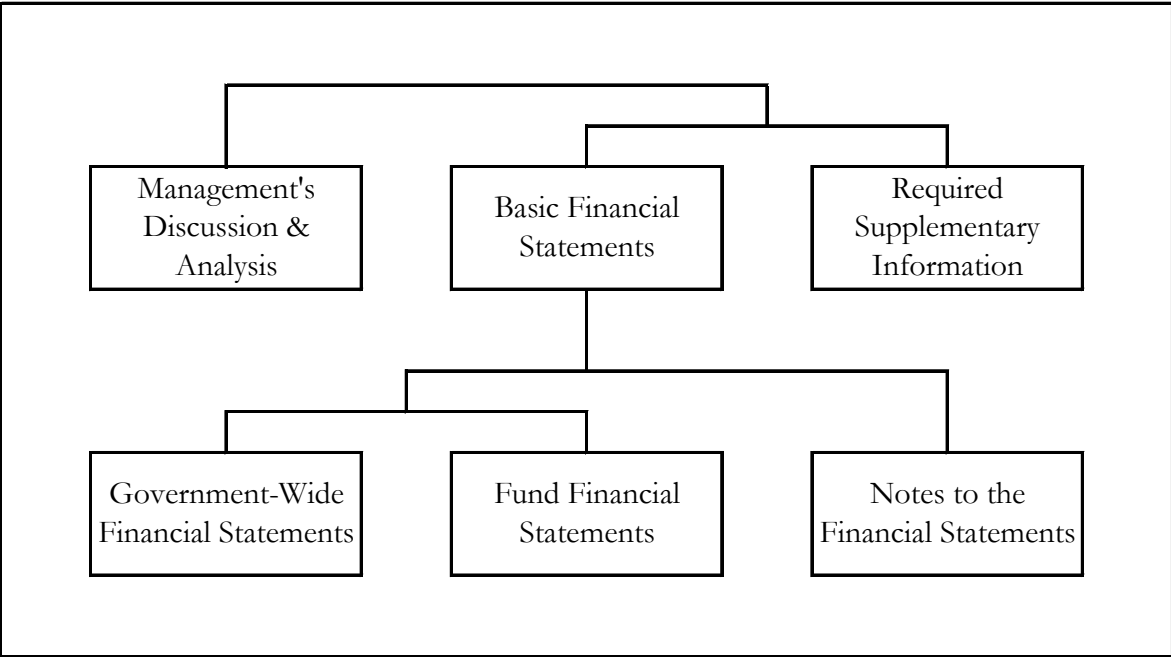 Management's
Discussion &
Analysis
Basic Financial
Statements
Required
Supplementary
Information
Government-Wide
Financial Statements
Fund Financial
Statements
Notes to the
Financial Statements